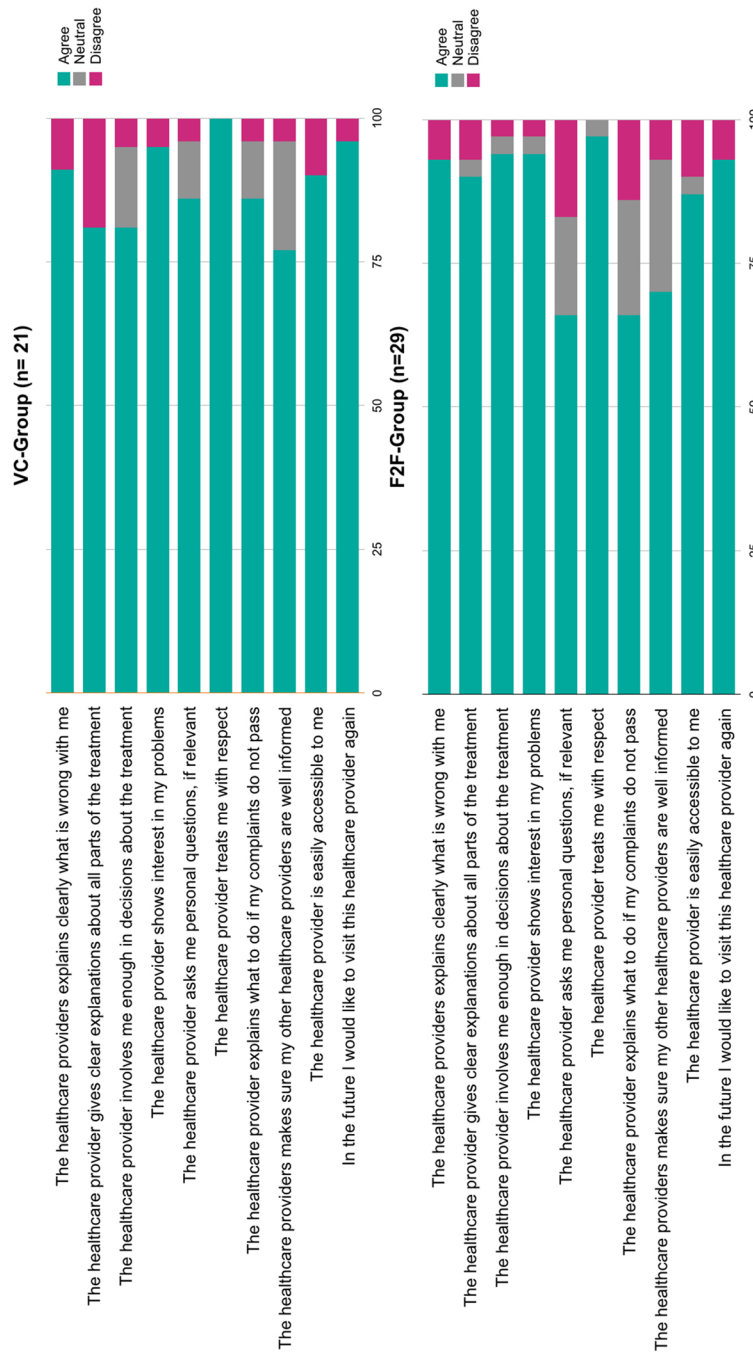 VC-Group (n= 21)
Agree
Neutral
Disagree
The healthcare providers explains clearly what is wrong with me
The healthcare provider gives clear explanations about all parts of the treatment
The healthcare provider involves me enough in decisions about the treatment
The healthcare provider shows interest in my problems
The healthcare provider asks me personal questions, if relevant
The healthcare provider treats me with respect
The healthcare provider explains what to do if my complaints do not pass
The healthcare providers makes sure my other healthcare providers are well informed
The healthcare provider is easily accessible to me
In the future I would like to visit this healthcare provider again
0
25
50
75
100
F2F-Group (n=29)
Agree
Neutral
Disagree
The healthcare providers explains clearly what is wrong with me
The healthcare provider gives clear explanations about all parts of the treatment
The healthcare provider involves me enough in decisions about the treatment
The healthcare provider shows interest in my problems
The healthcare provider asks me personal questions, if relevant
The healthcare provider treats me with respect
The healthcare provider explains what to do if my complaints do not pass
The healthcare providers makes sure my other healthcare providers are well informed
The healthcare provider is easily accessible to me
In the future I would like to visit this healthcare provider again
0
25
50
75
100